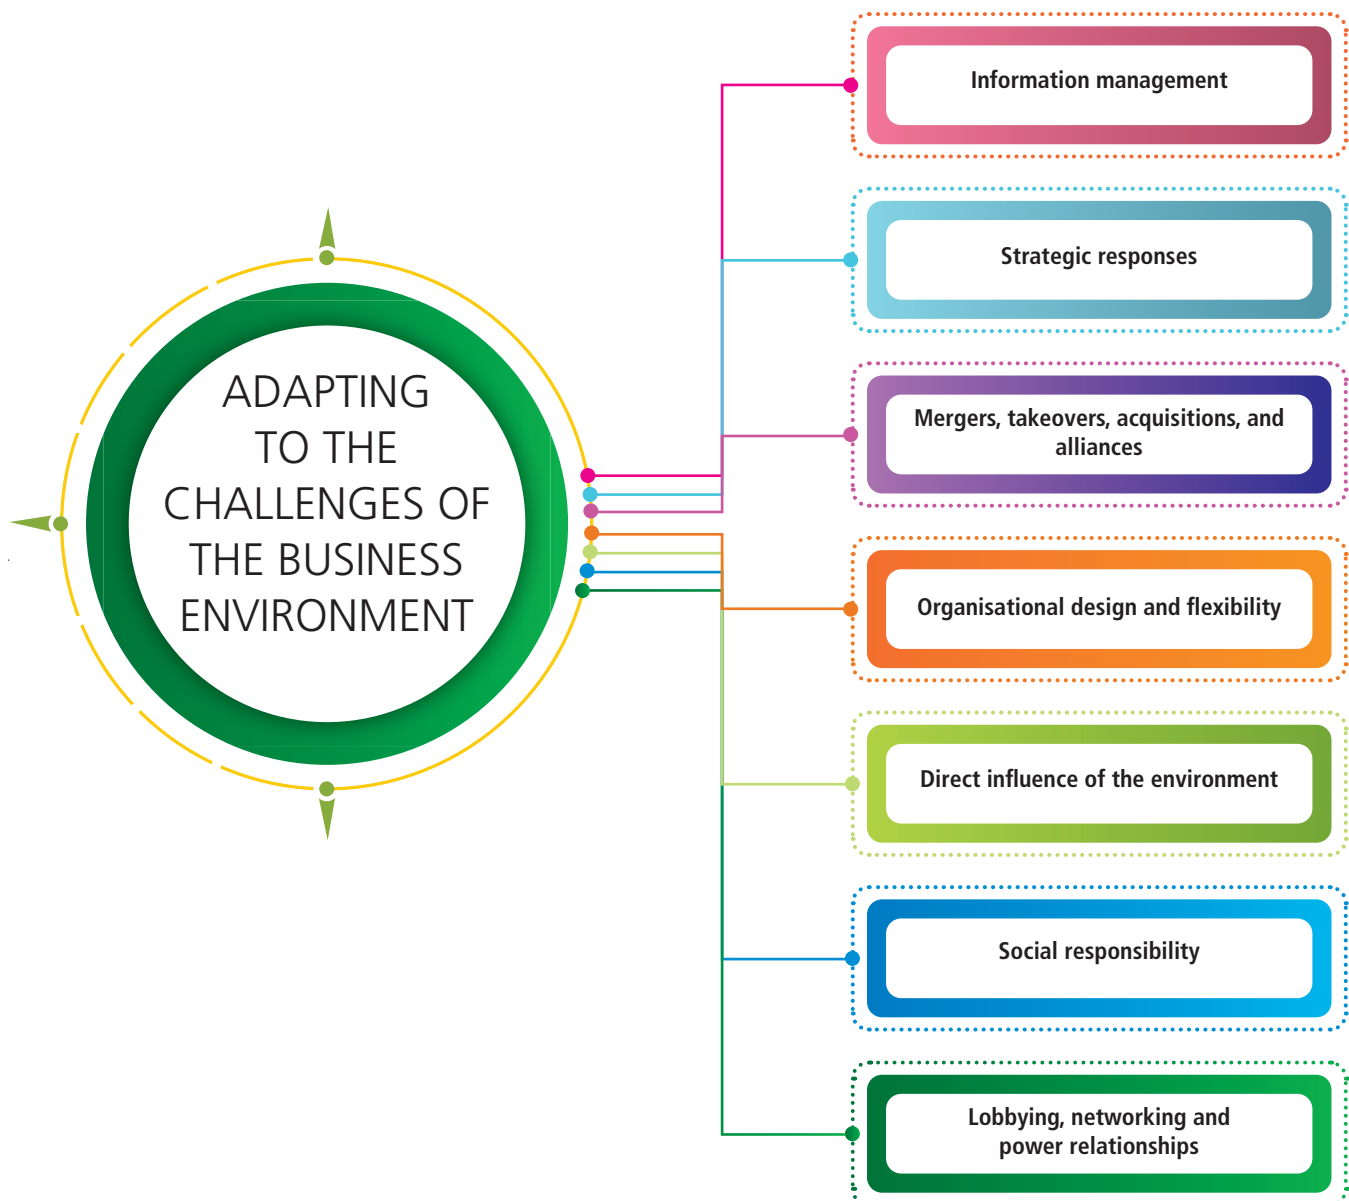 ADAPTING
TO THE
CHALLENGES OF
THE BUSINESS
ENVIRONMENT
Information management
Strategic responses
Mergers, takeovers, acquisitions, and
alliances
Organisational design and flexibility
Direct influence of the environment
Social responsibility
Lobbying, networking and
power relationships